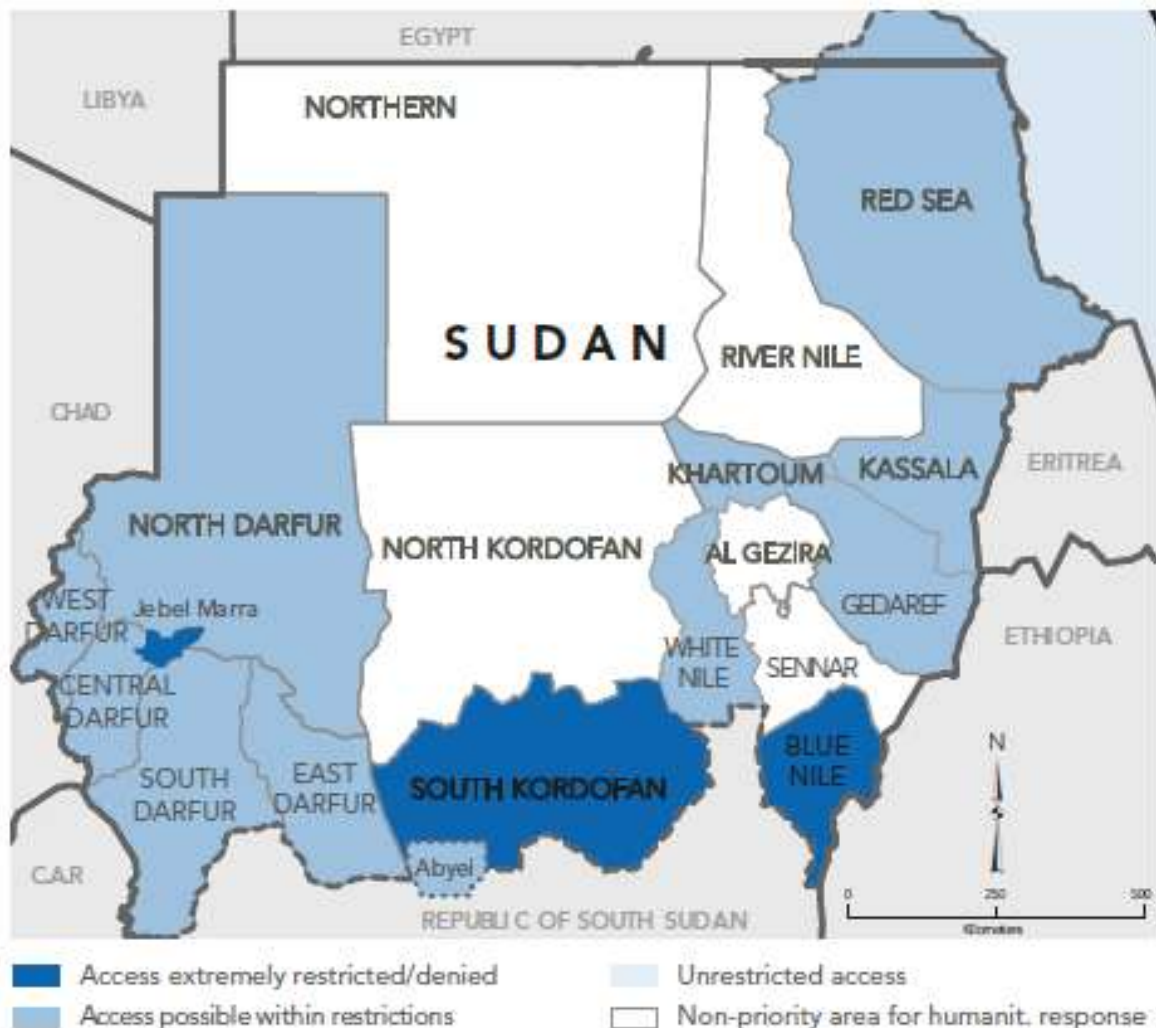 EGYPT
LIBYA
NORTHERN
RED SEA
SUDAN
RIVER NILE
CHAD
KHARTOUM
KASSALA
ERITREA
NORTH DARFUR
NORTH KORDOFAN
AL GEZIRA
WEST
DARFUR
Jebel Marra
GEDAREF
ETHIOPIA
WHITE
NILE
SENNAR
CENTRAL
DARFUR
BLUE
NILE
N
SOUTH
DARFUR
EAST
DARFUR
SOUTH KORDOFAN
C.A.R
Abyei
0 250 500
Kilometers
REPUBLIC OF SOUTH SUDAN
Access extremely restricted/denied
Unrestricted access
Access possible within restrictions
Non-priority area for humanit. response